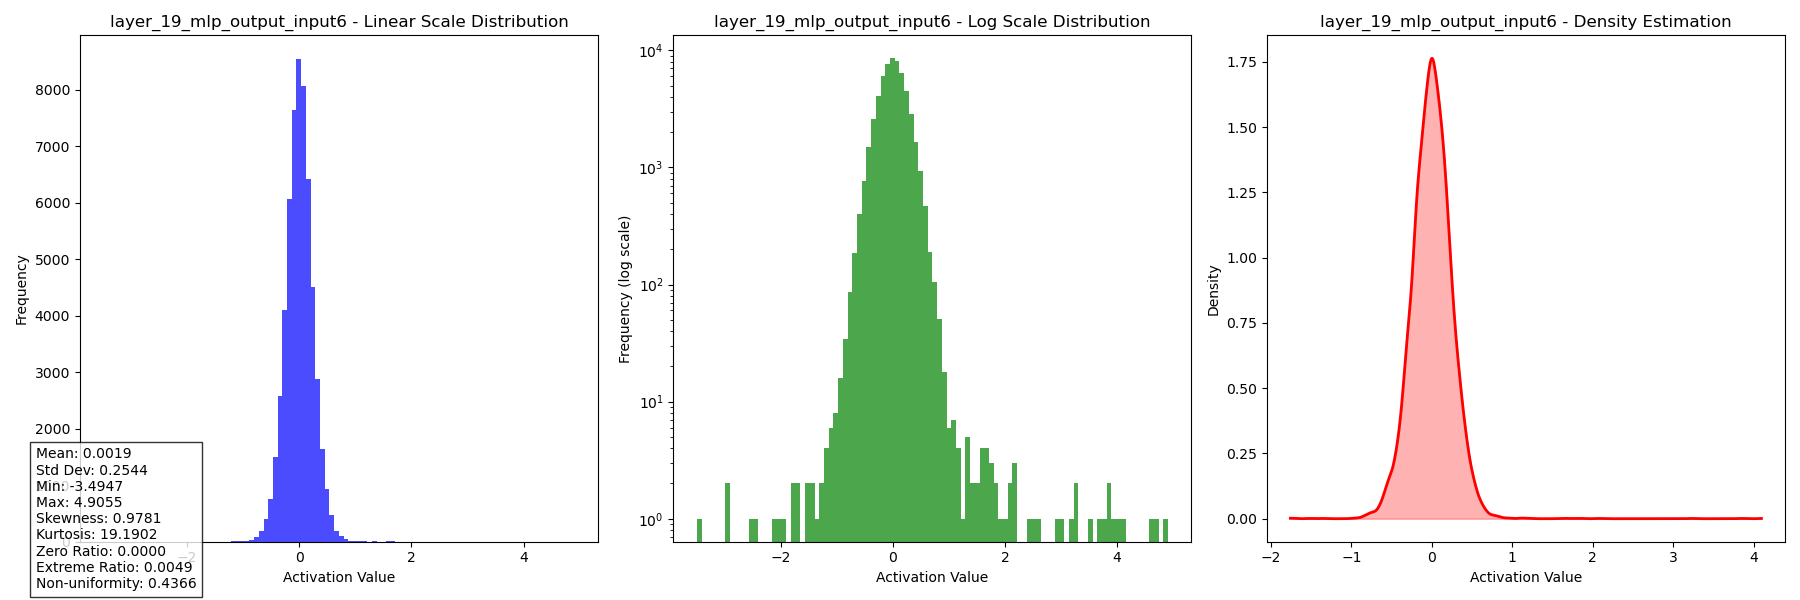 layer_19_mlp_output_input6 - Linear Scale Distribution
8000
7000
6000
5000
4000
3000
2000
0
Frequency
−2 0 2 4
Activation Value
Mean: 0.0019
Std Dev: 0.2544
Min: -3.4947
Max: 4.9055
Skewness: 0.9781
Kurtosis: 19.1902
Zero Ratio: 0.0000
Extreme Ratio: 0.0049
Non-uniformity: 0.4366
layer_19_mlp_output_input6 - Log Scale Distribution
10⁴
10³
10²
10¹
10⁰
Frequency (log scale)
−2 0 2 4
Activation Value
layer_19_mlp_output_input6 - Density Estimation
1.75
1.50
1.25
1.00
0.75
0.50
0.25
0.00
Density
−2 −1 0 1 2 3 4
Activation Value